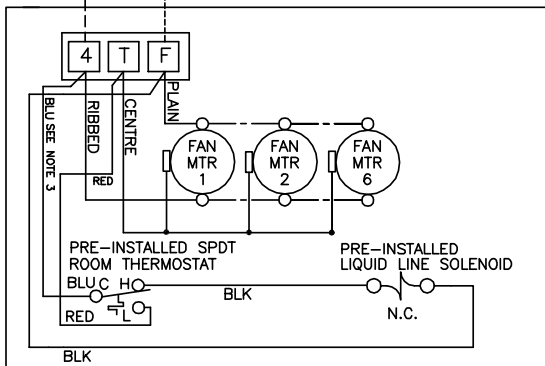 4 T F
BLU SEE NOTE 3
RIBBED
RED
CENTRE
PLAIN
FAN
MTR
1
FAN
MTR
2
FAN
MTR
6
PRE-INSTALLED SPDT
ROOM THERMOSTAT
PRE-INSTALLED
LIQUID LINE SOLENOID
BLU C H
BLK
N.C.
RED L
BLK